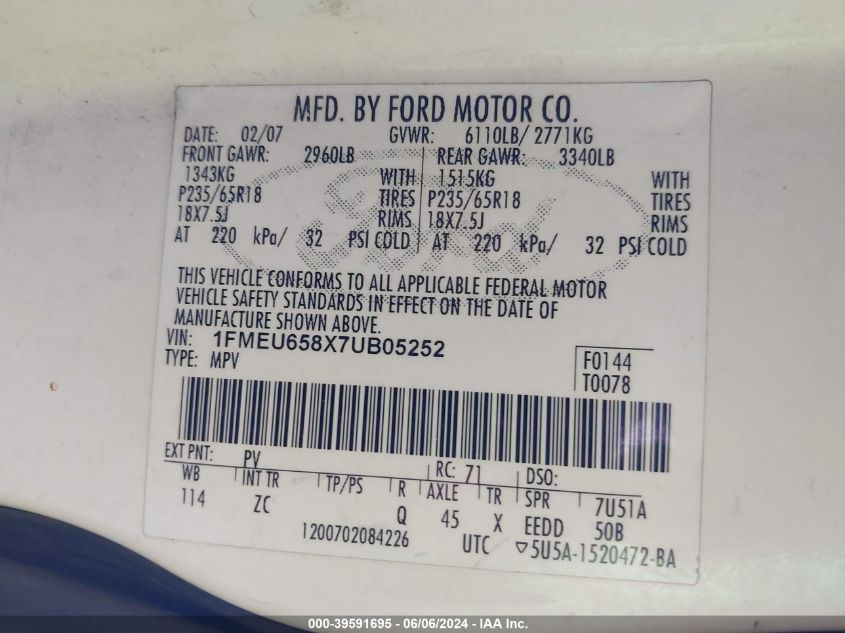 MFD. BY FORD MOTOR CO.
DATE: 02/07 GVWR: 6110LB/ 2771KG
FRONT GAWR: 2960LB REAR GAWR: 3340LB
1343KG WITH 1515KG WITH
P235/65R18 TIRES P235/65R18 TIRES
18X7.5J RIMS 18X7.5J RIMS
AT 220 kPa/ 32 PSI COLD AT 220 kPa/ 32 PSI COLD
Ford
THIS VEHICLE CONFORMS TO ALL APPLICABLE FEDERAL MOTOR
VEHICLE SAFETY STANDARDS IN EFFECT ON THE DATE OF
MANUFACTURE SHOWN ABOVE.
VIN: 1FMEU658X7UB05252
TYPE: MPV
F0144
T0078
EXT PNT: PV RC: 71 DSO:
WB INT TR TP/PS R AXLE TR SPR 7U51A
114 ZC Q 45 X EEDD 50B
1200702084226 UTC ▽5U5A-1520472-BA
000-39591695 - 06/06/2024 - IAA Inc.